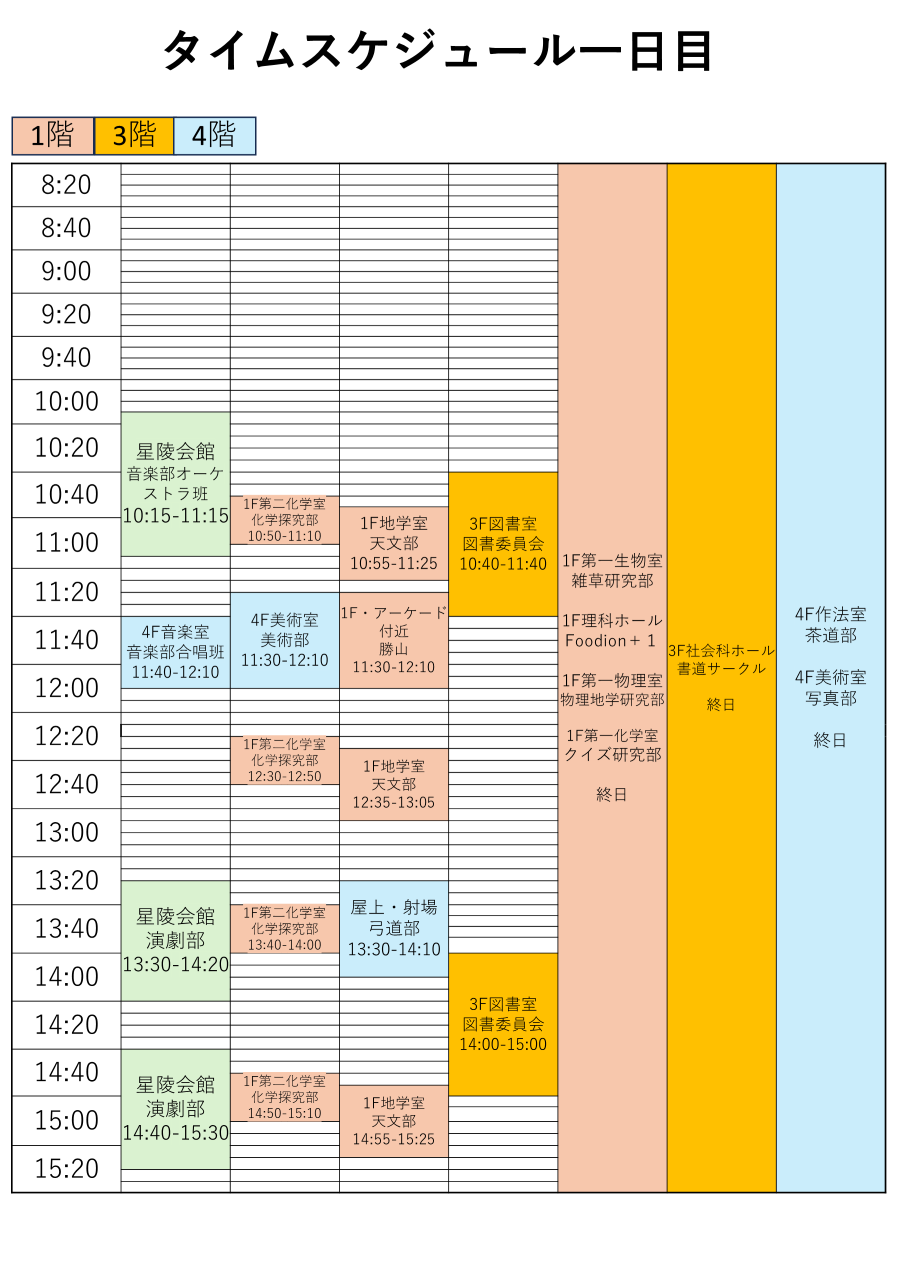 タイムスケジュール一日目
1階 3階 4階
8:20
8:40
9:00
9:20
9:40
10:00
10:20
10:40
11:00
11:20
11:40
12:00
12:20
12:40
13:00
13:20
13:40
14:00
14:20
14:40
15:00
15:20
星陵会館
音楽部オーケ
ストラ班
10:15-11:15
4F音楽室
音楽部合唱班
11:40-12:10
星陵会館
演劇部
13:30-14:20
星陵会館
演劇部
14:40-15:30
1F第二化学室
化学探究部
10:50-11:10
4F美術室
美術部
11:30-12:10
1F第二化学室
化学探究部
12:30-12:50
1F第二化学室
化学探究部
13:40-14:00
1F第二化学室
化学探究部
14:50-15:10
1F地学室
天文部
10:55-11:25
1F・アーケード
付近
勝山
11:30-12:10
1F地学室
天文部
12:35-13:05
屋上・射場
弓道部
13:30-14:10
1F地学室
天文部
14:55-15:25
3F図書室
図書委員会
10:40-11:40
3F図書室
図書委員会
14:00-15:00
1F第一生物室
雑草研究部
1F理科ホール
Foodion+1
1F第一物理室
物理地学研究部
1F第一化学室
クイズ研究部
終日
3F社会科ホール
書道サークル
終日
4F作法室
茶道部
4F美術室
写真部
終日